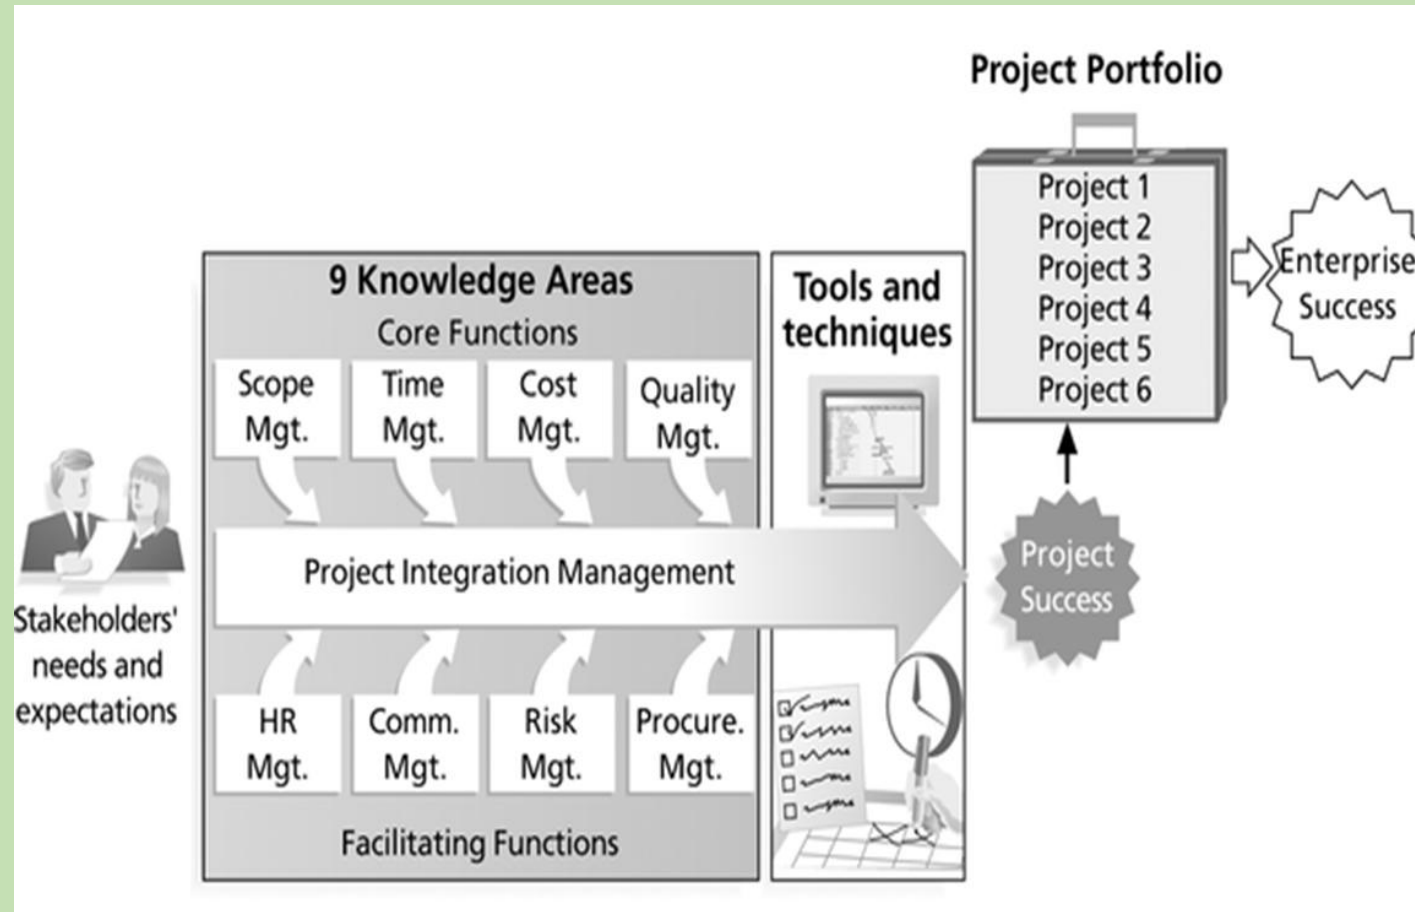 Project Portfolio
Project 1
Project 2
Project 3
Project 4
Project 5
Project 6
Enterprise
Success
9 Knowledge Areas
Core Functions
Scope
Mgt.
Time
Mgt.
Cost
Mgt.
Quality
Mgt.
Tools and
techniques
Stakeholders'
needs and
expectations
Project Integration Management
Project
Success
HR
Mgt.
Comm.
Mgt.
Risk
Mgt.
Procure.
Mgt.
Facilitating Functions